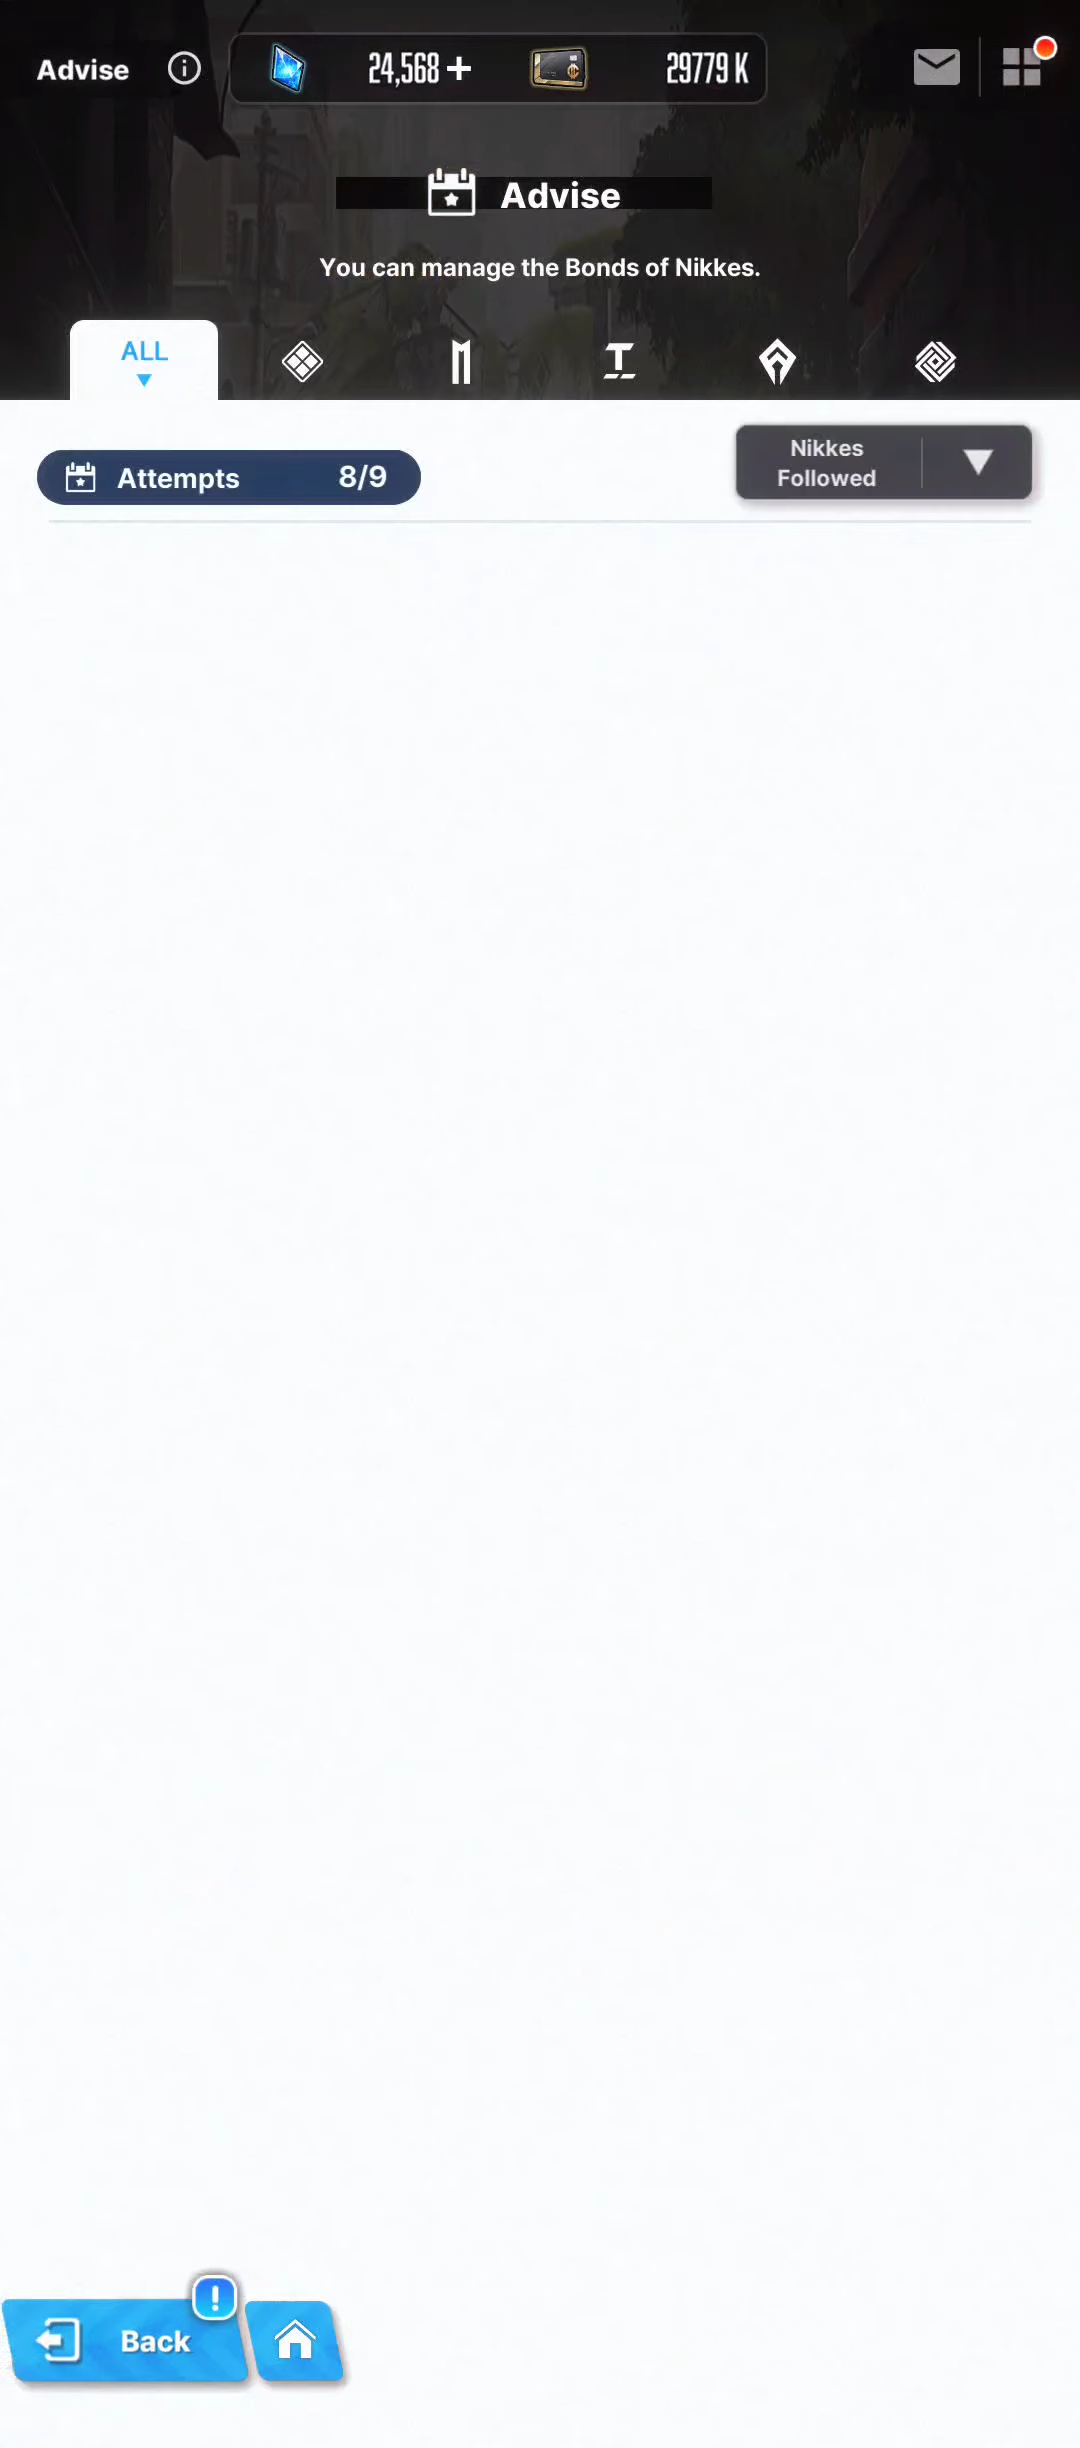 Advise
24,568
29779 K
Advise
You can manage the Bonds of Nikkes.
ALL
Attempts 8/9
Nikkes
Followed
Back